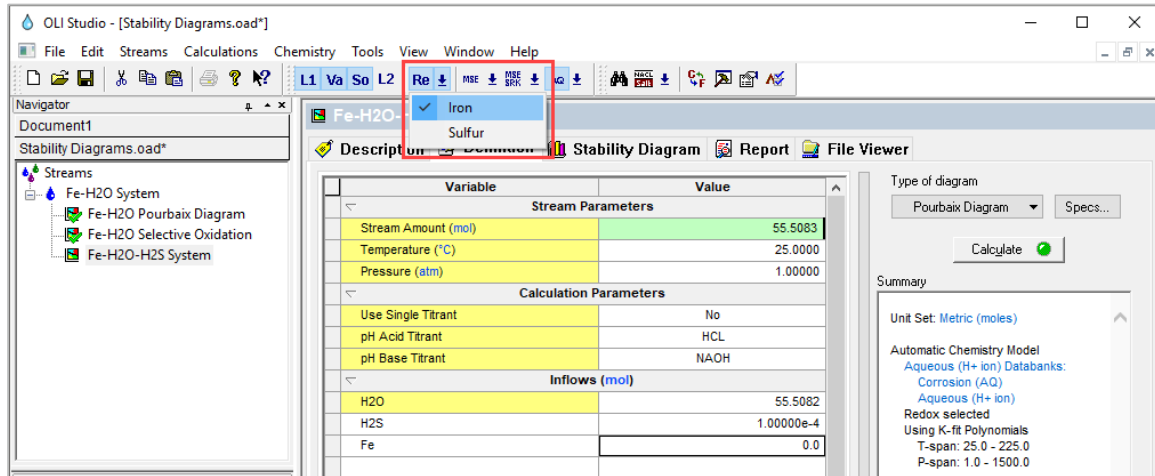 OLI Studio - [Stability Diagrams.oad*]
File Edit Streams Calculations Chemistry Tools View Window Help
L1 Va So L2 Re MSE MSE SRK AQ NACL
Navigator
Document1
Stability Diagrams.oad*
Streams
Fe-H2O System
Fe-H2O Pourbaix Diagram
Fe-H2O Selective Oxidation
Fe-H2O-H2S System
Iron
Sulfur
Fe-H2O-
Description Definition Stability Diagram Report File Viewer
Variable Value
Stream Parameters
Stream Amount (mol) 55.5083
Temperature (°C) 25.0000
Pressure (atm) 1.00000
Calculation Parameters
Use Single Titrant No
pH Acid Titrant HCL
pH Base Titrant NAOH
Inflows (mol)
H2O 55.5082
H2S 1.00000e-4
Fe 0.0
Type of diagram
Pourbaix Diagram Specs...
Calculate
Summary
Unit Set: Metric (moles)
Automatic Chemistry Model
Aqueous (H+ ion) Databanks:
Corrosion (AQ)
Aqueous (H+ ion)
Redox selected
Using K-fit Polynomials
T-span: 25.0 - 225.0
P-span: 1.0 - 1500.0